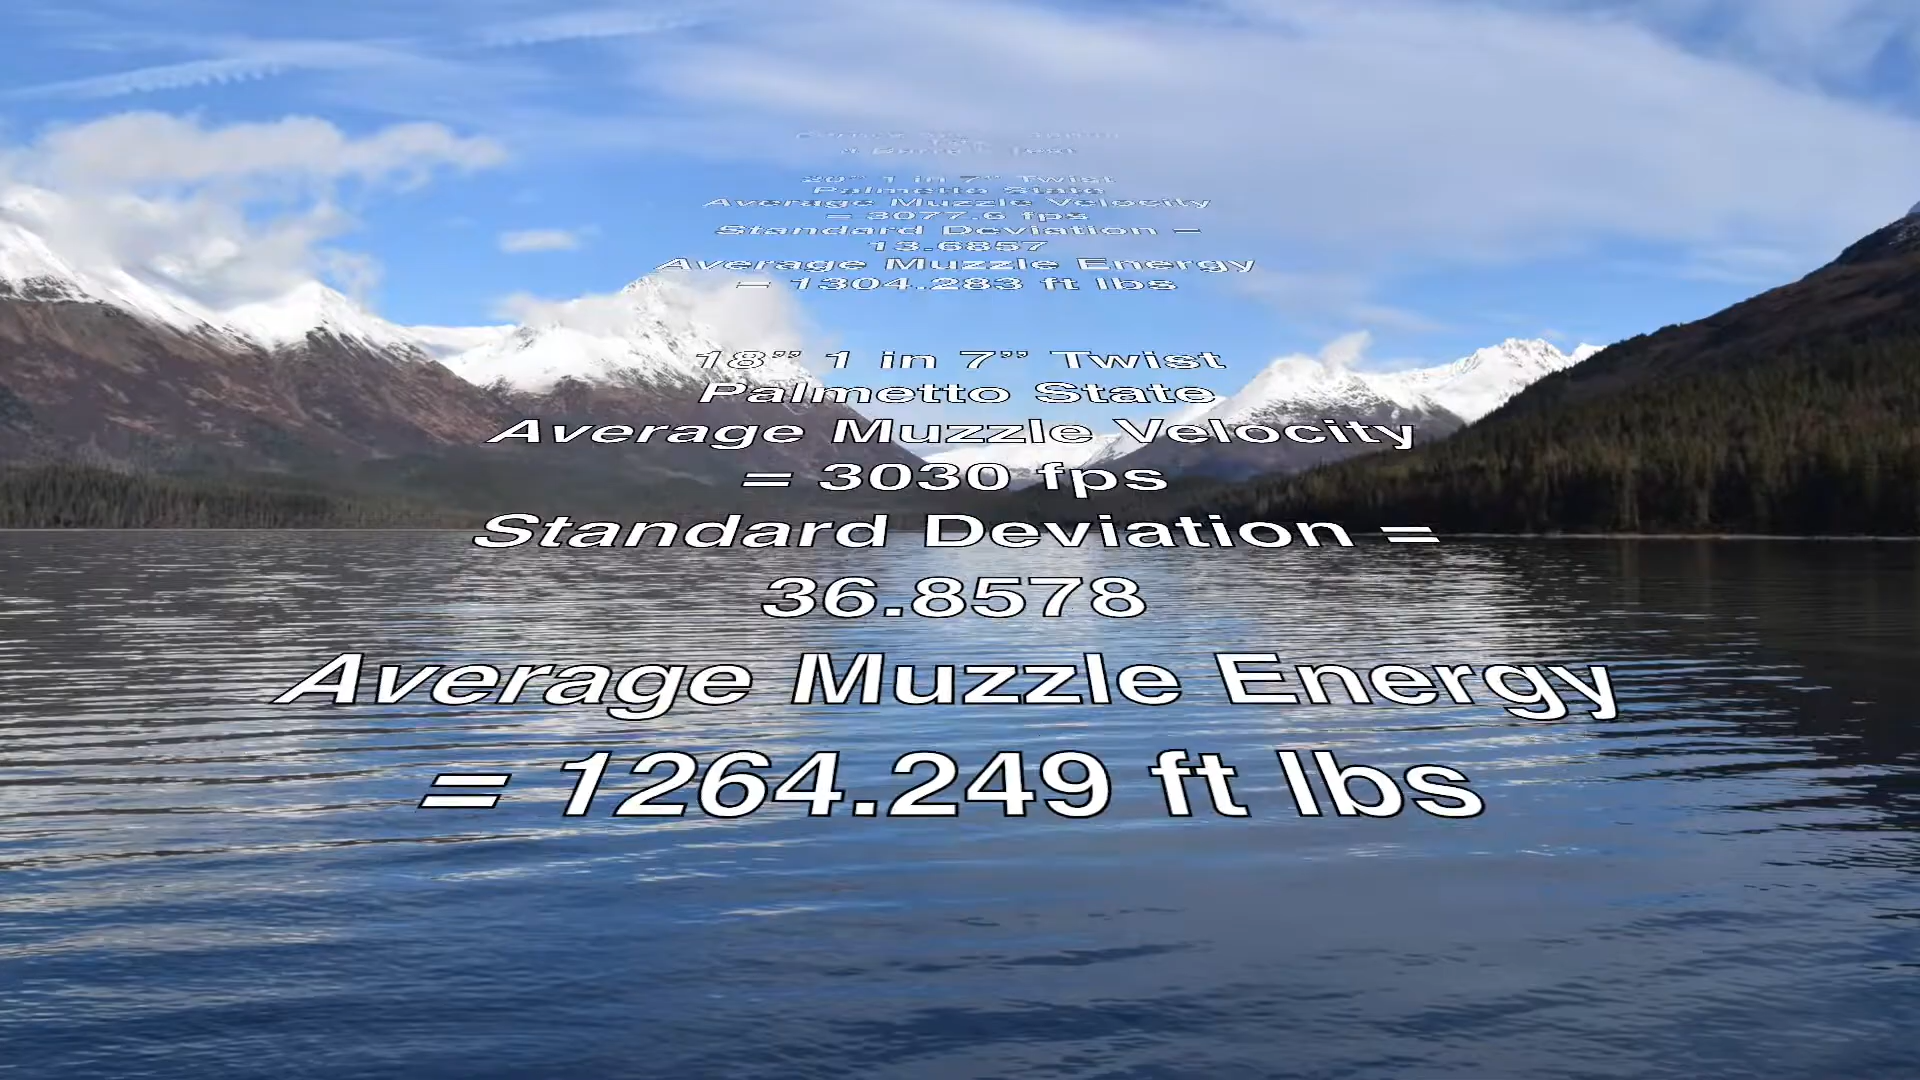 20” 1 in 7” Twist
Palmetto State
Average Muzzle Velocity
= 3077.6 fps
Standard Deviation =
13.6857
Average Muzzle Energy
= 1304.283 ft lbs
18” 1 in 7” Twist
Palmetto State
Average Muzzle Velocity
= 3030 fps
Standard Deviation =
36.8578
Average Muzzle Energy
= 1264.249 ft lbs